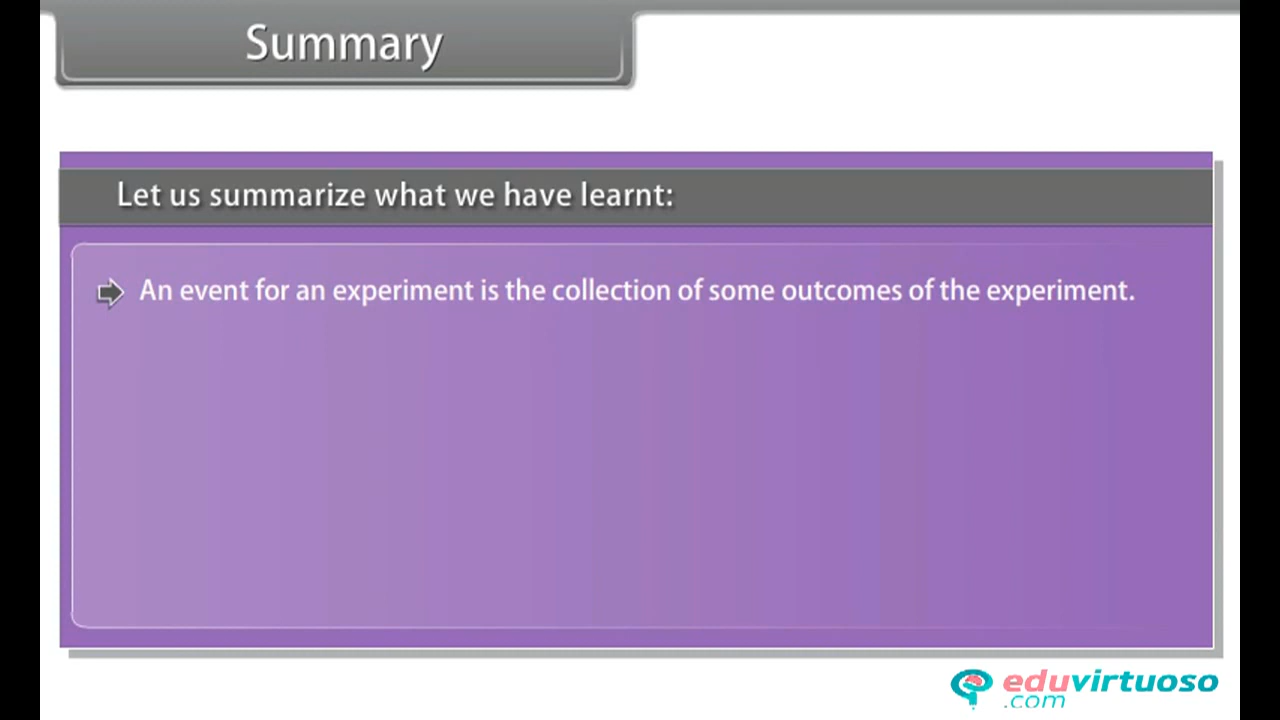 Summary
Let us summarize what we have learnt:
An event for an experiment is the collection of some outcomes of the experiment.
eduvirtuoso
.com